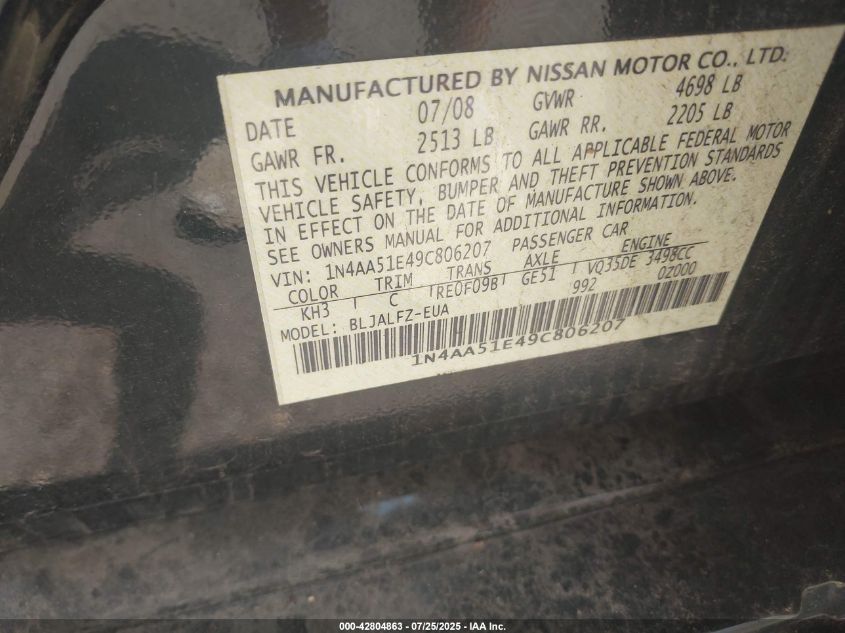 MANUFACTURED BY NISSAN MOTOR CO., LTD.
DATE 07/08 GVWR 4698 LB
GAWR FR. 2513 LB GAWR RR. 2205 LB
THIS VEHICLE CONFORMS TO ALL APPLICABLE FEDERAL MOTOR
VEHICLE SAFETY, BUMPER AND THEFT PREVENTION STANDARDS
IN EFFECT ON THE DATE OF MANUFACTURE SHOWN ABOVE.
SEE OWNERS MANUAL FOR ADDITIONAL INFORMATION.
VIN: 1N4AA51E49C806207 PASSENGER CAR
COLOR TRIM TRANS AXLE ENGINE
KH3 C RE0F09B GE51 VQ35DE 3498CC
MODEL: BLJALFZ-EUA 992 0Z000
1N4AA51E49C806207
000-42804863 - 07/25/2025 - IAA Inc.